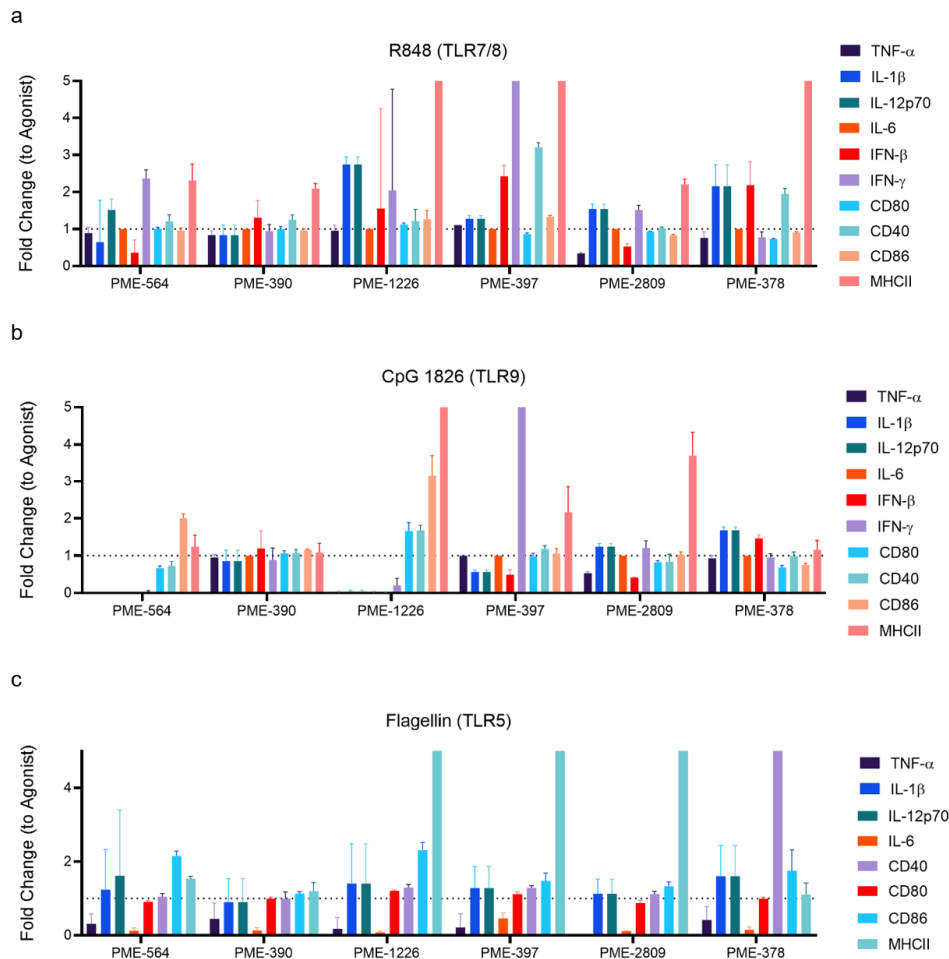 a
R848 (TLR7/8)
Fold Change (to Agonist)
5
4
3
2
1
0
PME-564
PME-390
PME-1226
PME-397
PME-2809
PME-378
TNF-α
IL-1β
IL-12p70
IL-6
IFN-β
IFN-γ
CD80
CD40
CD86
MHCII
b
CpG 1826 (TLR9)
Fold Change (to Agonist)
5
4
3
2
1
0
PME-564
PME-390
PME-1226
PME-397
PME-2809
PME-378
TNF-α
IL-1β
IL-12p70
IL-6
IFN-β
IFN-γ
CD80
CD40
CD86
MHCII
c
Flagellin (TLR5)
Fold Change (to Agonist)
4
2
0
PME-564
PME-390
PME-1226
PME-397
PME-2809
PME-378
TNF-α
IL-1β
IL-12p70
IL-6
CD40
CD80
CD86
MHCII